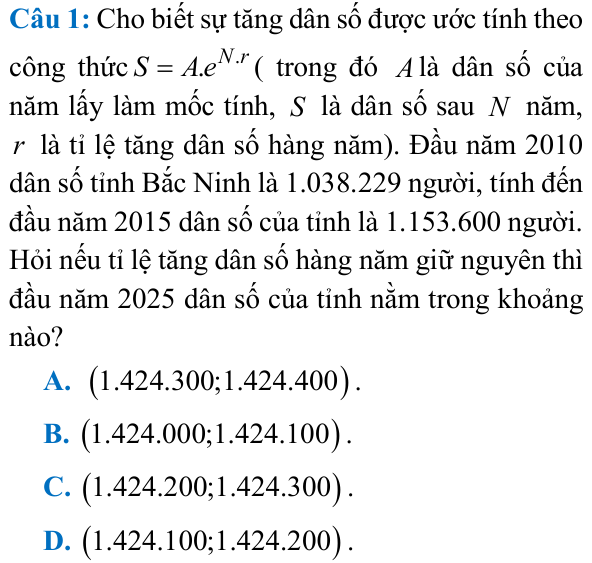 Câu 1: Cho biết sự tăng dân số được ước tính theo
công thức S = A.e^{N.r} ( trong đó A là dân số của
năm lấy làm mốc tính, S là dân số sau N năm,
r là tỉ lệ tăng dân số hàng năm). Đầu năm 2010
dân số tỉnh Bắc Ninh là 1.038.229 người, tính đến
đầu năm 2015 dân số của tỉnh là 1.153.600 người.
Hỏi nếu tỉ lệ tăng dân số hàng năm giữ nguyên thì
đầu năm 2025 dân số của tỉnh nằm trong khoảng
nào?
A. (1.424.300;1.424.400).
B. (1.424.000;1.424.100).
C. (1.424.200;1.424.300).
D. (1.424.100;1.424.200).